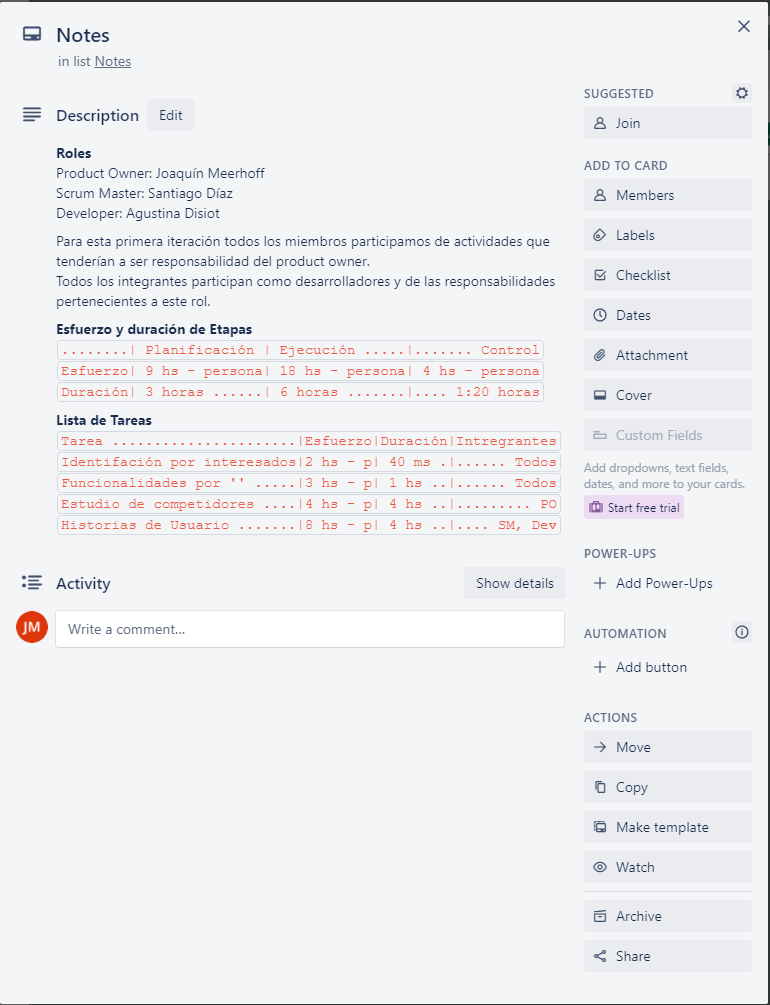 Notes
in list Notes
Description
Edit
Roles
Product Owner: Joaquín Meerhoff
Scrum Master: Santiago Díaz
Developer: Agustina Disiot
Para esta primera iteración todos los miembros participamos de actividades que
tenderían a ser responsabilidad del product owner.
Todos los integrantes participan como desarrolladores y de las responsabilidades
pertenecientes a este rol.
Esfuerzo y duración de Etapas
........| Planificación | Ejecución .....|....... Control
Esfuerzo| 9 hs - persona| 18 hs - persona| 4 hs - persona
Duración| 3 horas ......| 6 horas .......|.... 1:20 horas
Lista de Tareas
Tarea ......................|Esfuerzo|Duración|Intregrantes
Identifación por interesados|2 hs - p| 40 ms .|...... Todos
Funcionalidades por '' .....|3 hs - p| 1 hs ..|...... Todos
Estudio de competidores ....|4 hs - p| 4 hs ..|......... PO
Historias de Usuario .......|8 hs - p| 4 hs ..|.... SM, Dev
Activity
Show details
JM
Write a comment...
SUGGESTED
Join
ADD TO CARD
Members
Labels
Checklist
Dates
Attachment
Cover
Custom Fields
Add dropdowns, text fields,
dates, and more to your cards.
Start free trial
POWER-UPS
+ Add Power-Ups
AUTOMATION
+ Add button
ACTIONS
Move
Copy
Make template
Watch
Archive
Share